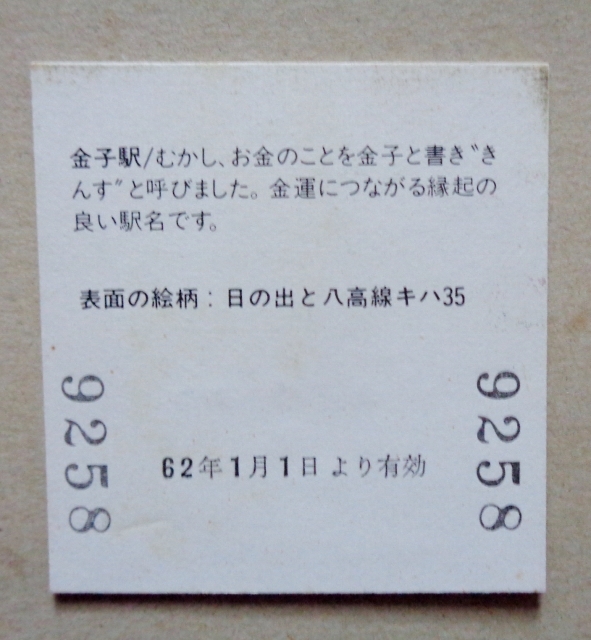 金子駅/むかし、お金のことを金子と書き〝き
んす〟と呼びました。金運につながる縁起の
良い駅名です。
表面の絵柄：日の出と八高線キハ35
9258
9258
62年1月1日より有効